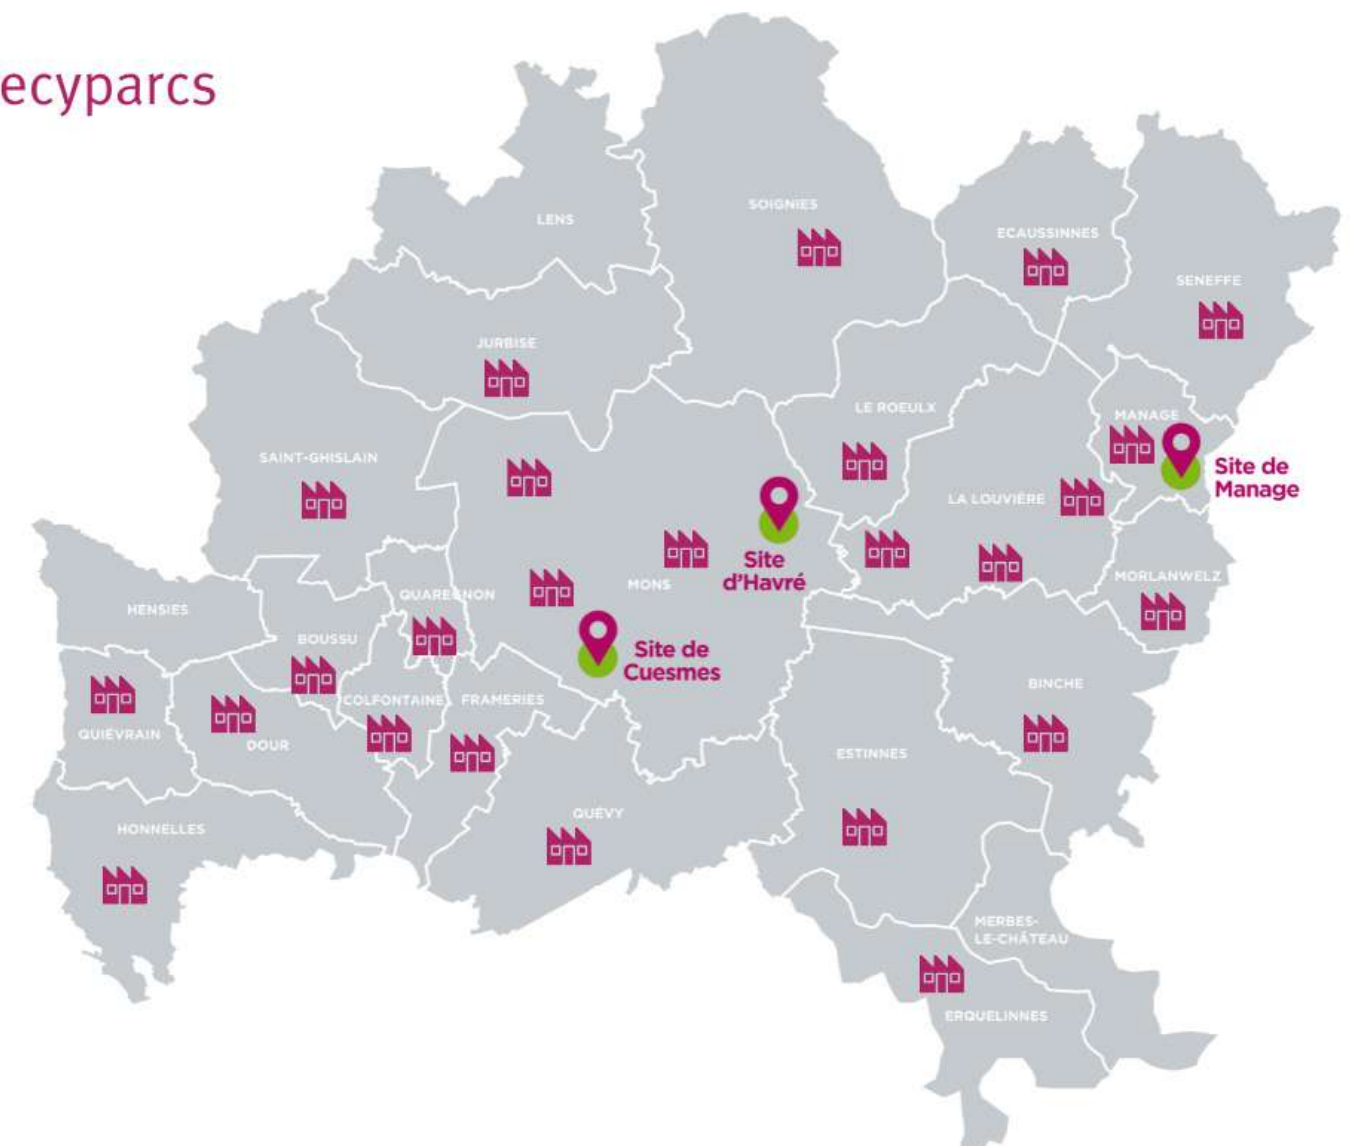 ecyparcs
SOIGNIES
LENS
ECAUSSINNES
SENEFFE
JURBISE
LE ROEULX
MANAGE
SAINT-GHISLAIN
Site de
Manage
LA LOUVIÈRE
Site
d'Havré
MORLANWELZ
MONS
QUAREGNON
HENSIES
BOUSSU
Site de
Cuesmes
BINCHE
COLFONTAINE
FRAMERIES
QUIÉVRAIN
DOUR
ESTINNES
QUÉVY
HONNELLES
MERBES-
LE-CHÂTEAU
ERQUELINNES